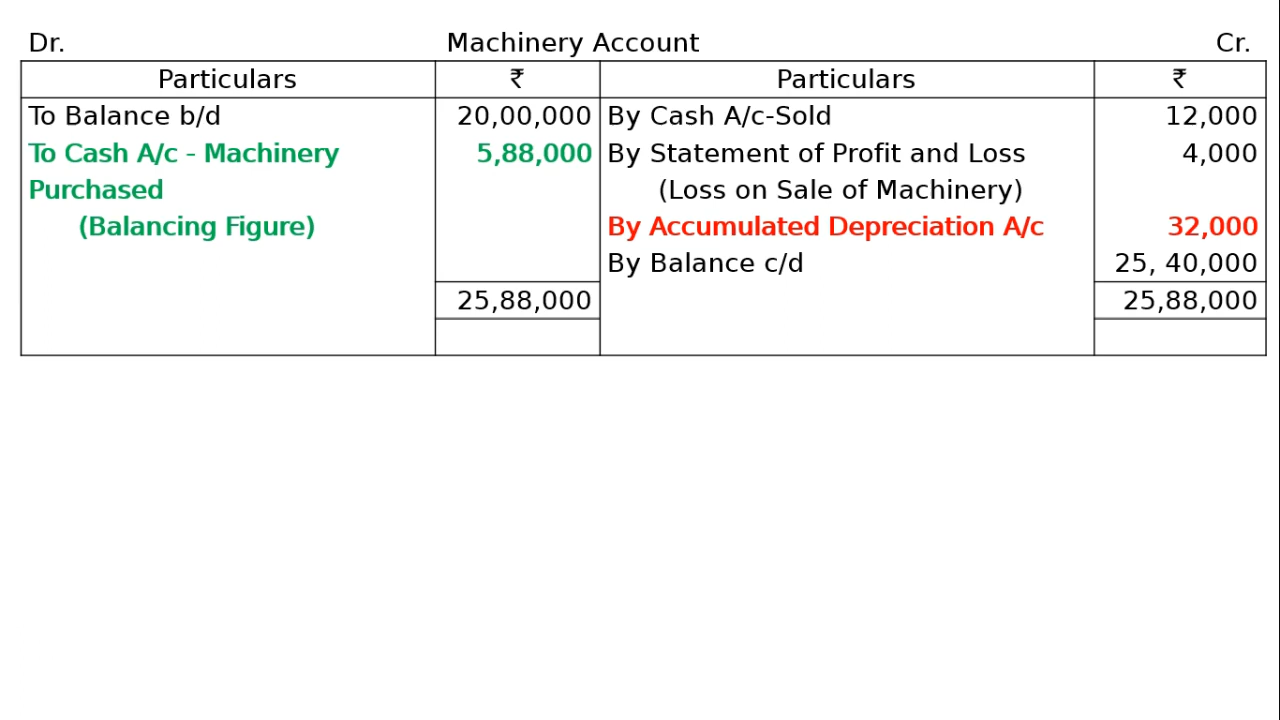 Dr. Machinery Account Cr.
Particulars ₹ Particulars ₹
To Balance b/d 20,00,000 By Cash A/c-Sold 12,000
To Cash A/c - Machinery 5,88,000 By Statement of Profit and Loss 4,000
Purchased (Loss on Sale of Machinery)
(Balancing Figure) By Accumulated Depreciation A/c 32,000
By Balance c/d 25, 40,000
25,88,000 25,88,000